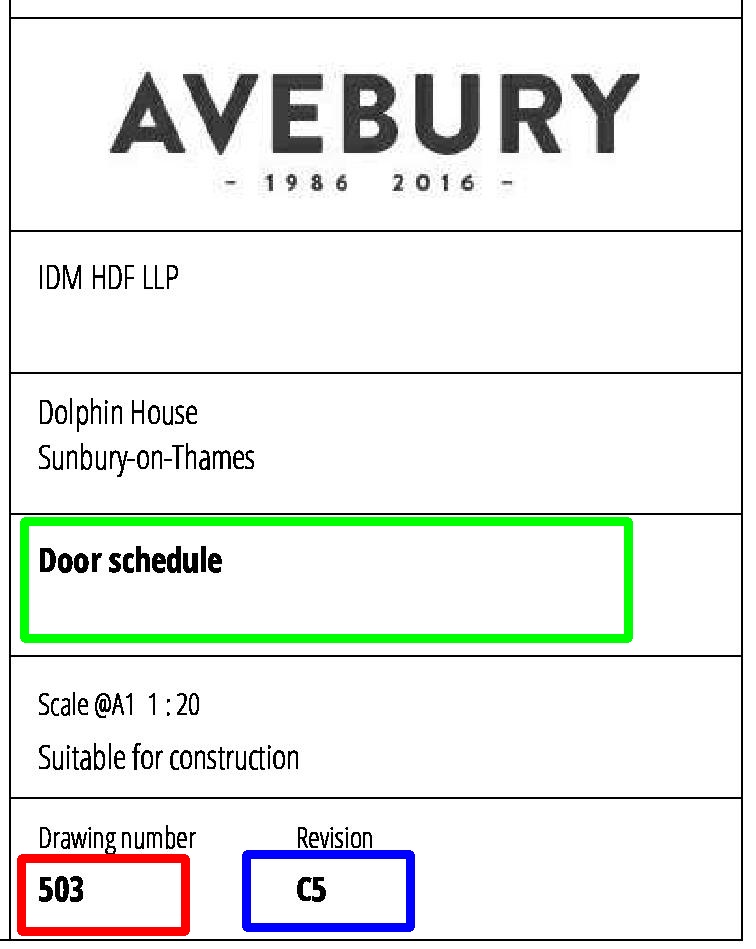 AVEBURY
- 1986 2016 -
IDM HDF LLP
Dolphin House
Sunbury-on-Thames
Door schedule
Scale @A1 1 : 20
Suitable for construction
Drawing number Revision
503 C5